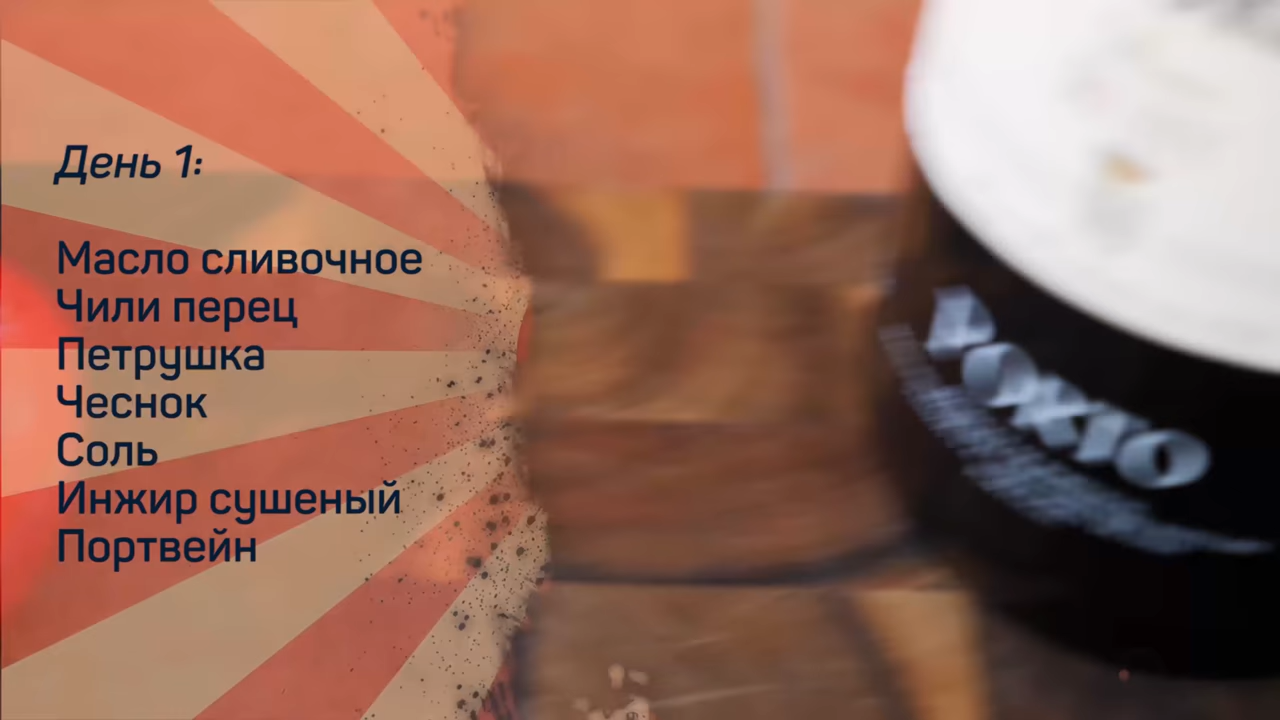 День 1:
Масло сливочное
Чили перец
Петрушка
Чеснок
Соль
Инжир сушеный
Портвейн